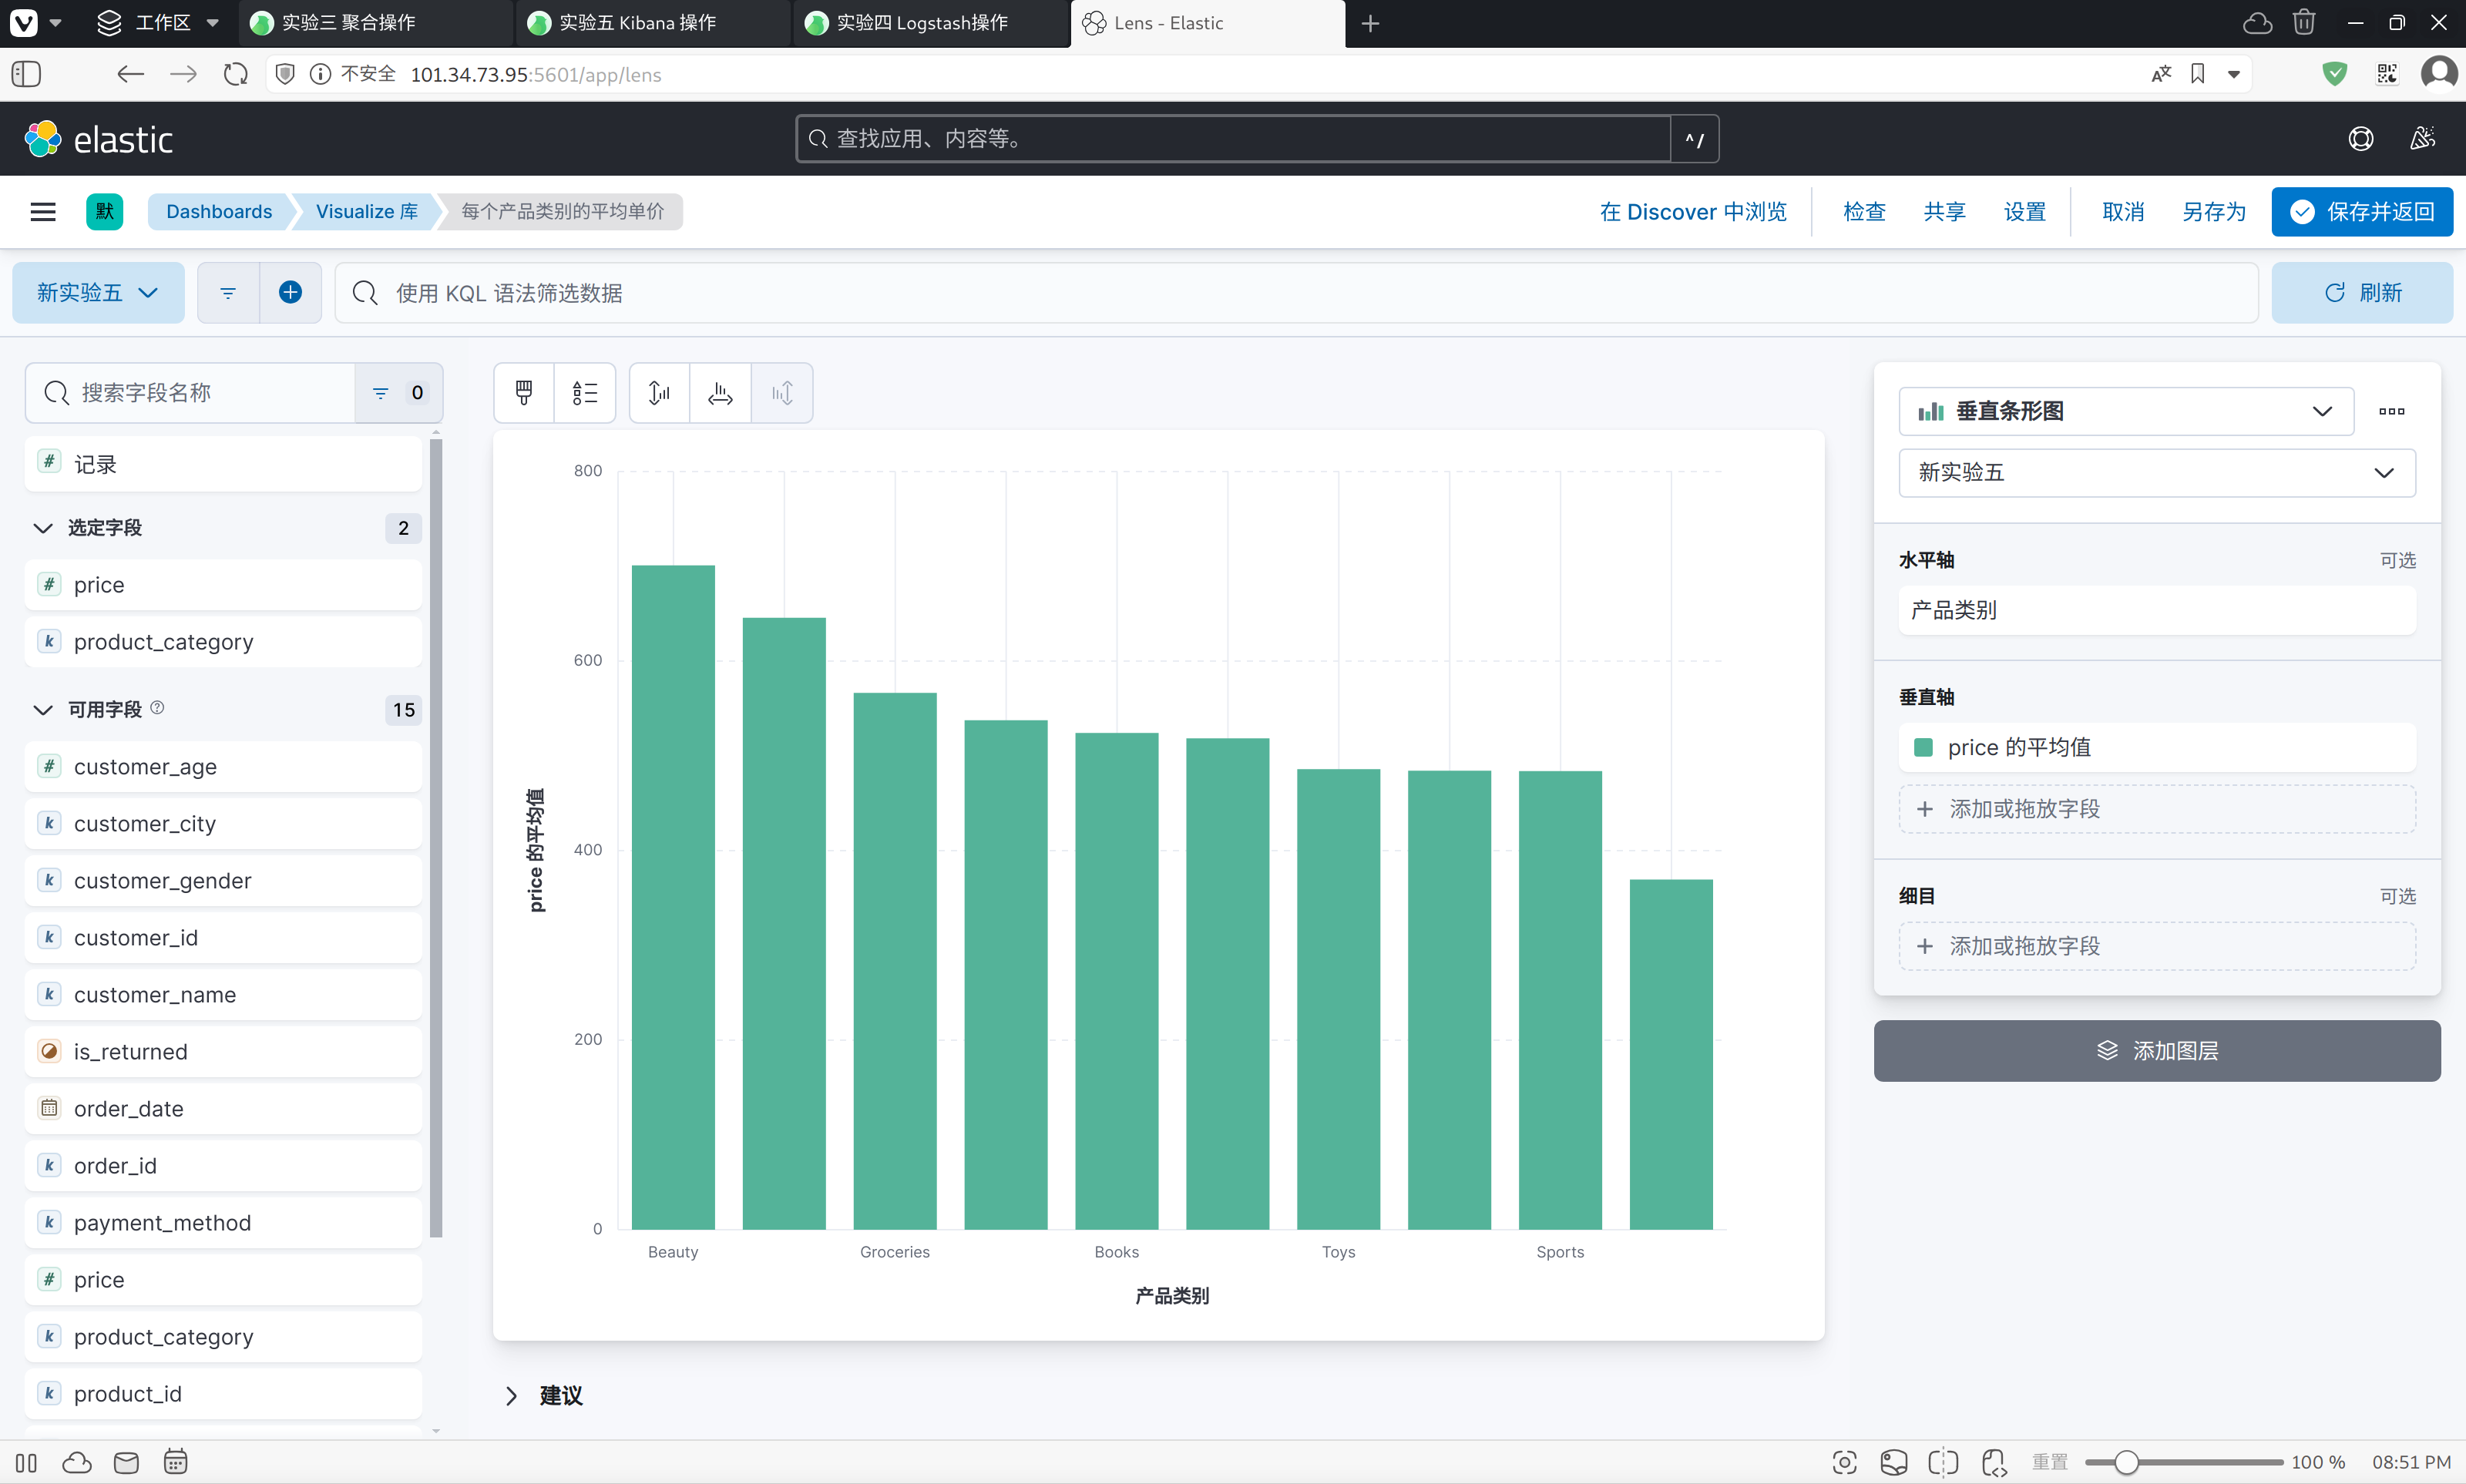 工作区
实验三 聚合操作
实验五 Kibana 操作
实验四 Logstash操作
Lens - Elastic
不安全 101.34.73.95:5601/app/lens
elastic
查找应用、内容等。
^/
默
Dashboards
Visualize 库
每个产品类别的平均单价
在 Discover 中浏览
检查
共享
设置
取消
另存为
保存并返回
新实验五
使用 KQL 语法筛选数据
刷新
搜索字段名称
0
# 记录
选定字段
2
# price
k product_category
可用字段
15
# customer_age
k customer_city
k customer_gender
k customer_id
k customer_name
is_returned
order_date
k order_id
k payment_method
# price
k product_category
k product_id
800
600
400
200
0
price 的平均值
Beauty
Groceries
Books
Toys
Sports
产品类别
建议
垂直条形图
新实验五
水平轴
可选
产品类别
垂直轴
price 的平均值
添加或拖放字段
细目
可选
添加或拖放字段
添加图层
重置
100 %
08:51 PM